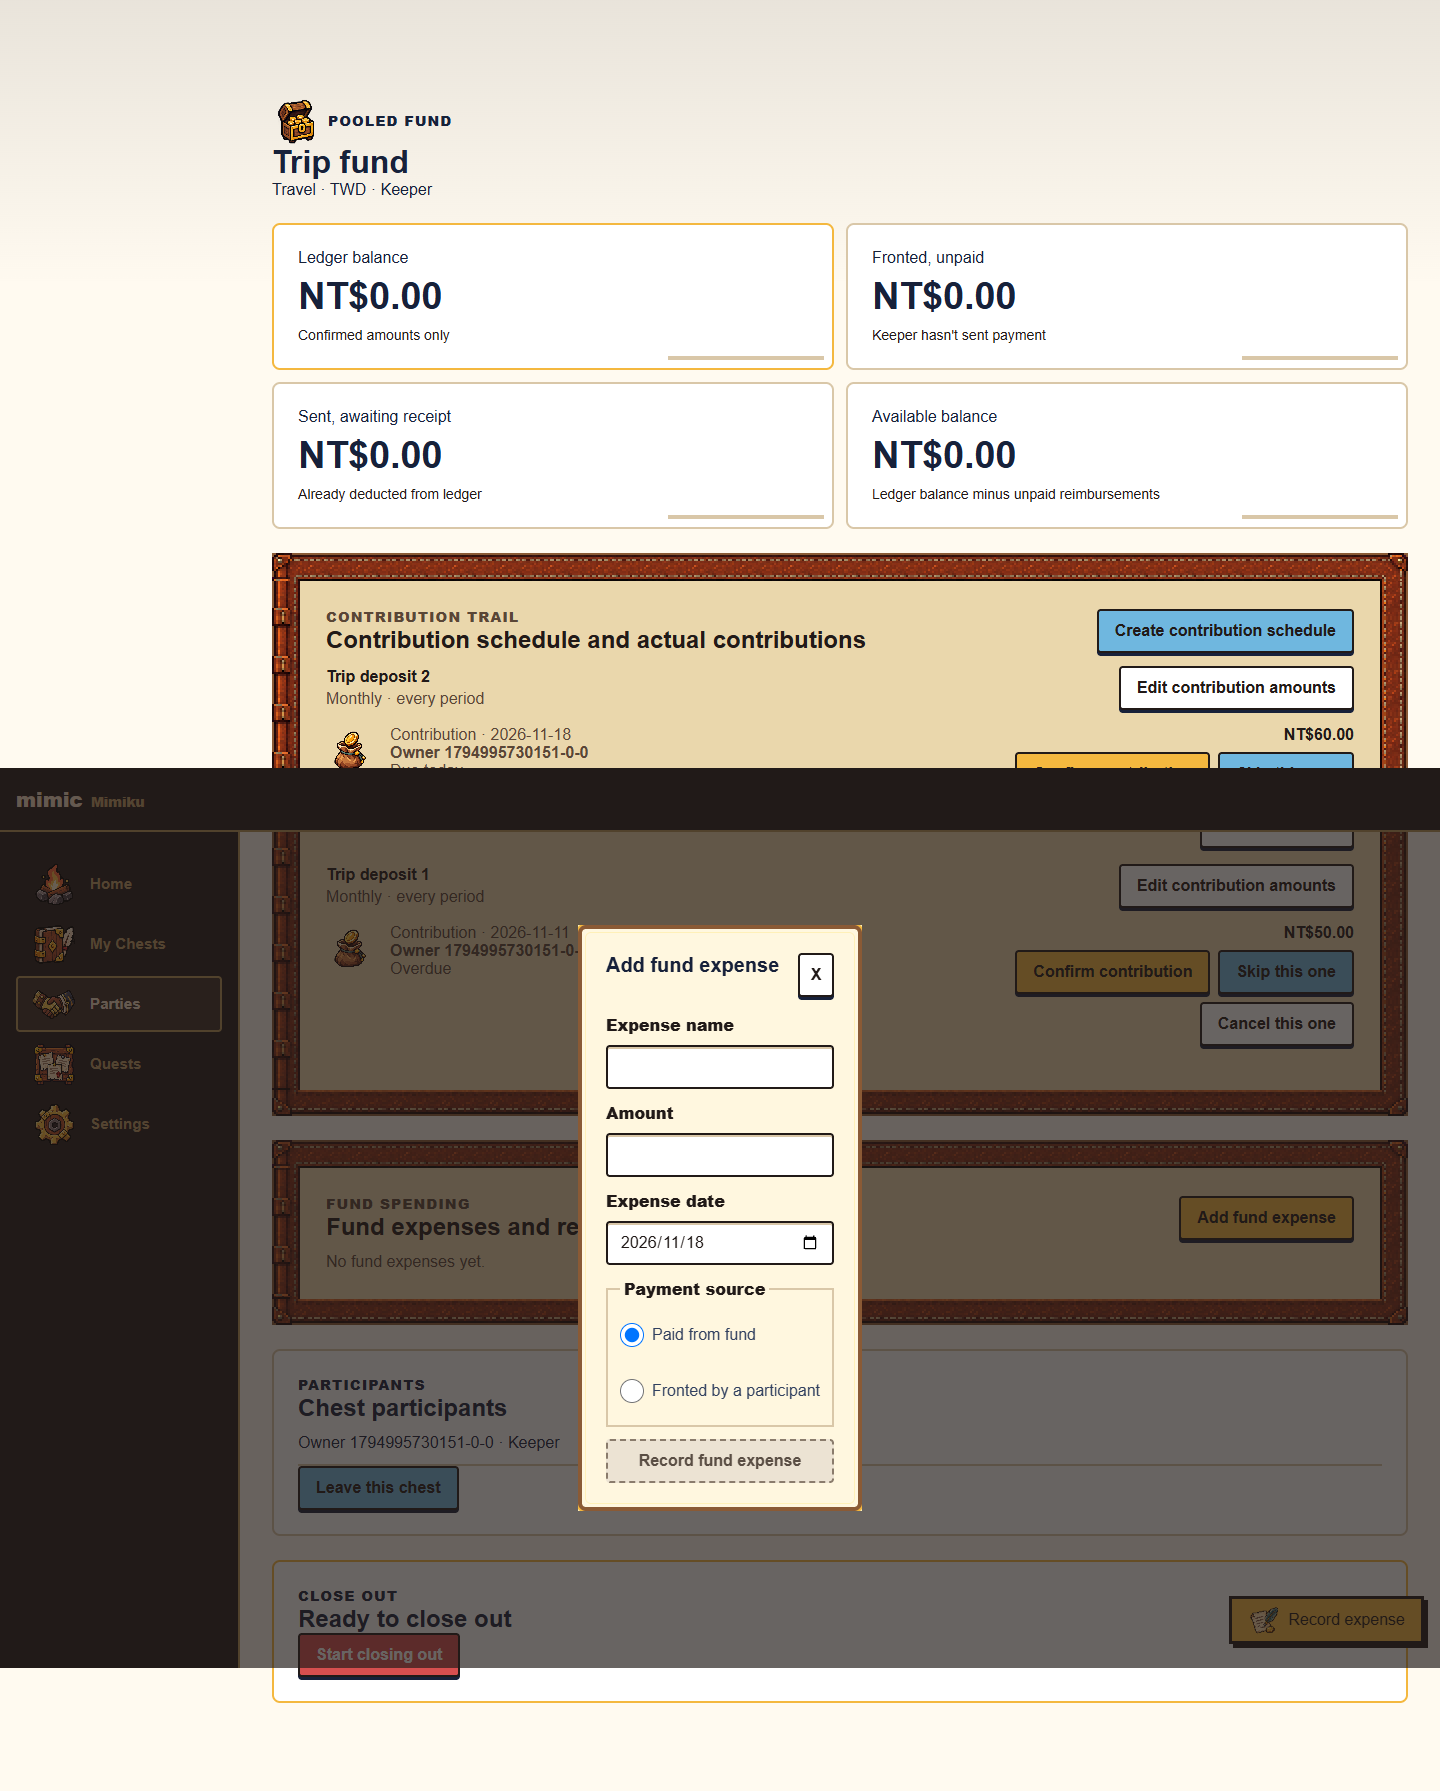 POOLED FUND
Trip fund
Travel · TWD · Keeper
Ledger balance
NT$0.00
Confirmed amounts only
Fronted, unpaid
NT$0.00
Keeper hasn't sent payment
Sent, awaiting receipt
NT$0.00
Already deducted from ledger
Available balance
NT$0.00
Ledger balance minus unpaid reimbursements
CONTRIBUTION TRAIL
Contribution schedule and actual contributions
Create contribution schedule
Trip deposit 2
Monthly · every period
Edit contribution amounts
Contribution · 2026-11-18
Owner 1794995730151-0-0
NT$60.00
mimic Mimiku
Home
My Chests
Parties
Quests
Settings
Trip deposit 1
Monthly · every period
Edit contribution amounts
Contribution · 2026-11-11
Owner 1794995730151-0-
Overdue
NT$50.00
Confirm contribution
Skip this one
Cancel this one
Add fund expense
X
Expense name
Amount
Expense date
2026/11/18
Payment source
Paid from fund
Fronted by a participant
Record fund expense
FUND SPENDING
Fund expenses and re
No fund expenses yet.
Add fund expense
PARTICIPANTS
Chest participants
Owner 1794995730151-0-0 · Keeper
Leave this chest
CLOSE OUT
Ready to close out
Start closing out
Record expense